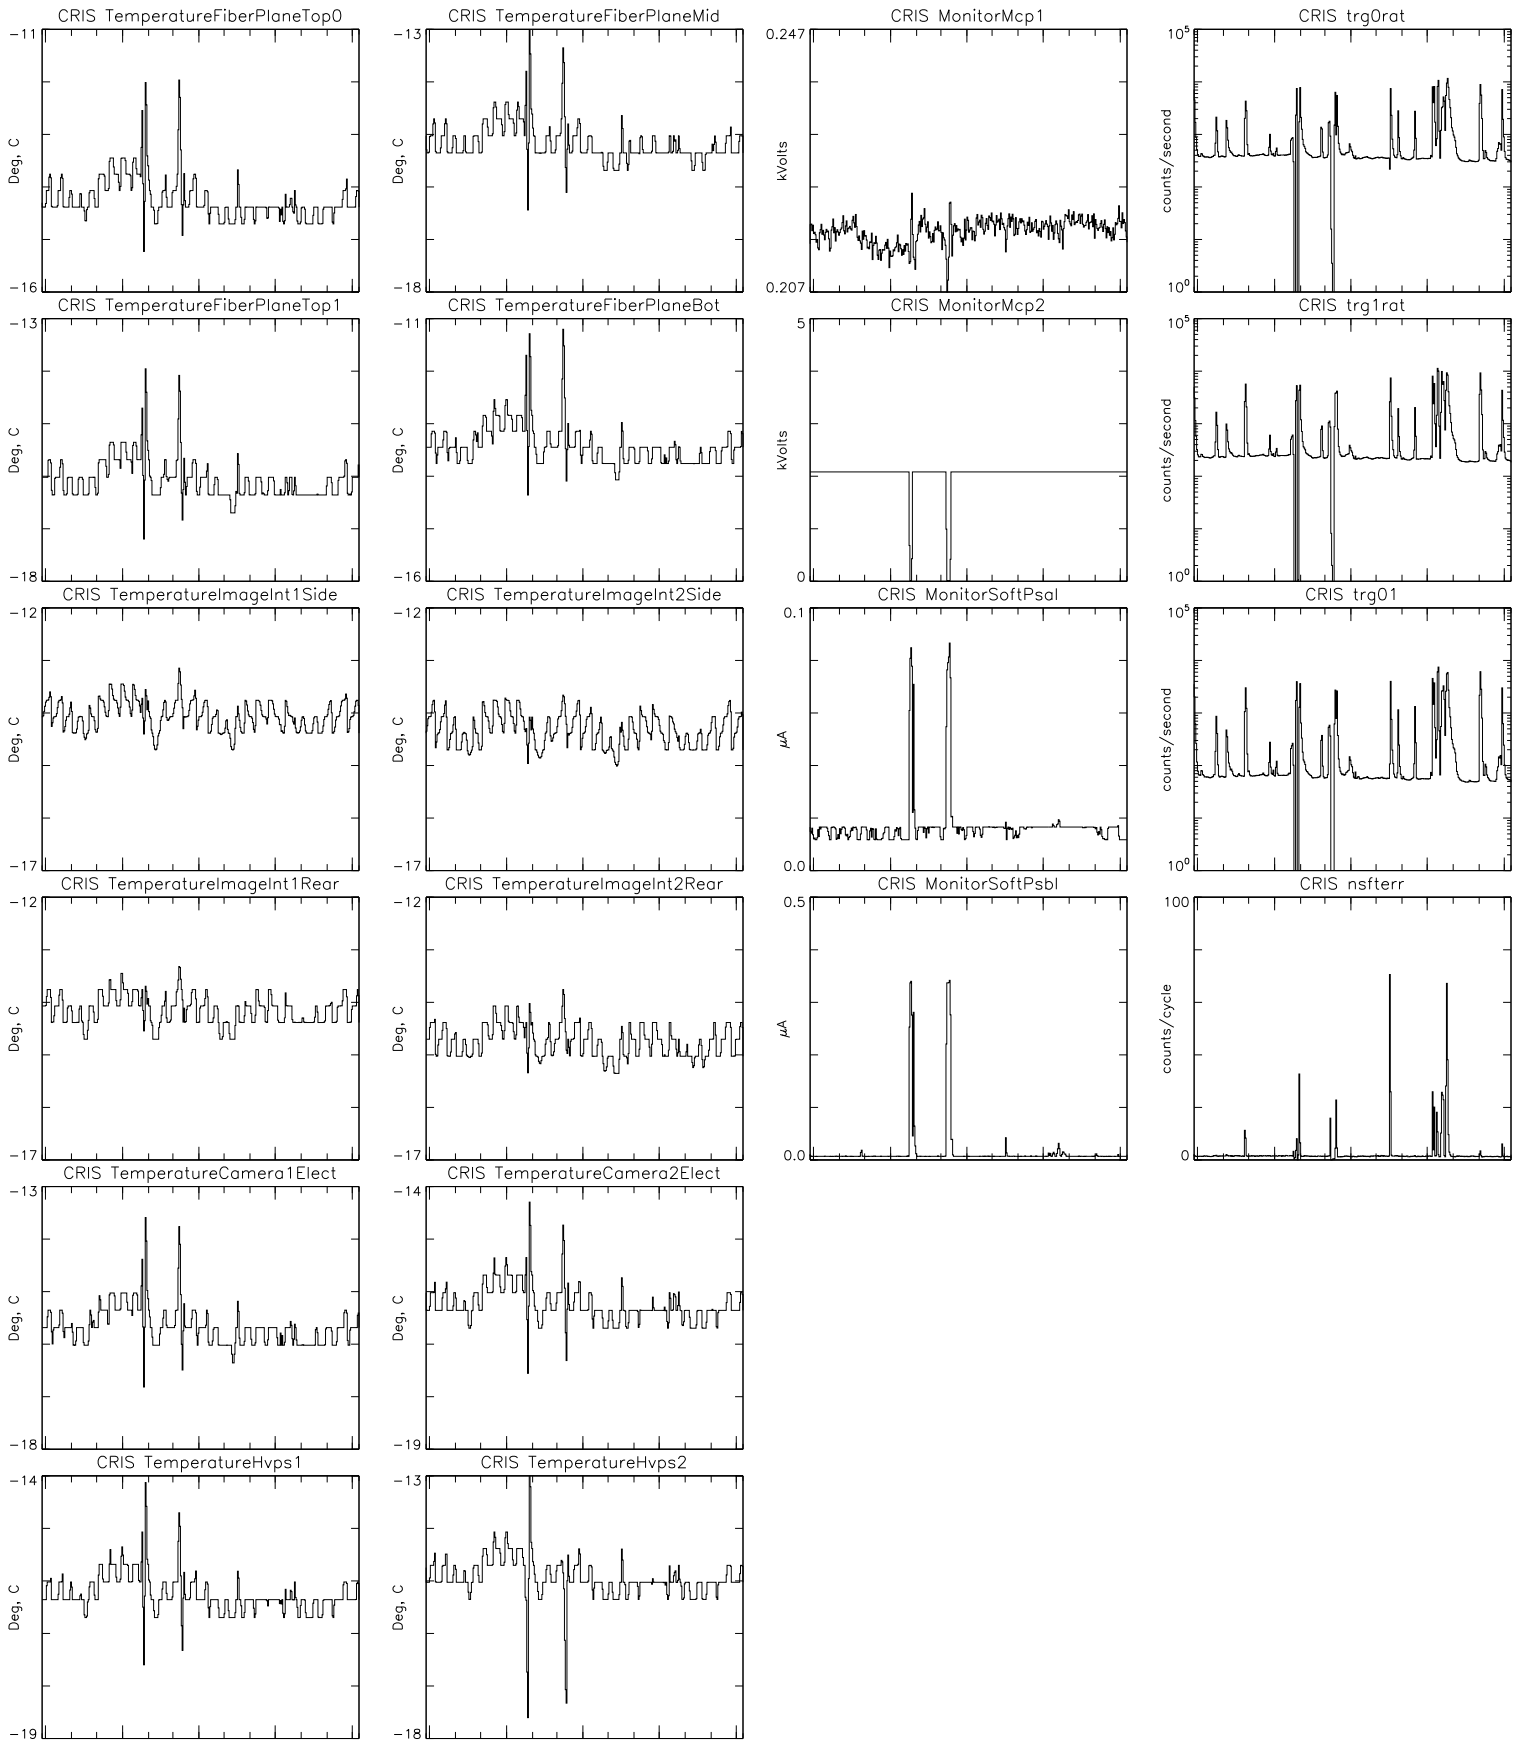 CRIS TemperatureFiberPlaneTop0
-11
Deg, C
-16
CRIS TemperatureFiberPlaneMid
-13
Deg, C
-18
CRIS MonitorMcp1
0.247
kVolts
0.207
CRIS trg0rat
10^5
counts/second
10^0
CRIS TemperatureFiberPlaneTop1
-13
Deg, C
-18
CRIS TemperatureFiberPlaneBot
-11
Deg, C
-16
CRIS MonitorMcp2
5
kVolts
0
CRIS trg1rat
10^5
counts/second
10^0
CRIS TemperatureImageInt1Side
-12
Deg, C
-17
CRIS TemperatureImageInt2Side
-12
Deg, C
-17
CRIS MonitorSoftPsaI
0.1
μA
0.0
CRIS trg01
10^5
counts/second
10^0
CRIS TemperatureImageInt1Rear
-12
Deg, C
-17
CRIS TemperatureImageInt2Rear
-12
Deg, C
-17
CRIS MonitorSoftPsbI
0.5
μA
0.0
CRIS nsfterr
100
counts/cycle
0
CRIS TemperatureCamera1Elect
-13
Deg, C
-18
CRIS TemperatureCamera2Elect
-14
Deg, C
-19
CRIS TemperatureHvps1
-14
Deg, C
-19
CRIS TemperatureHvps2
-13
Deg, C
-18